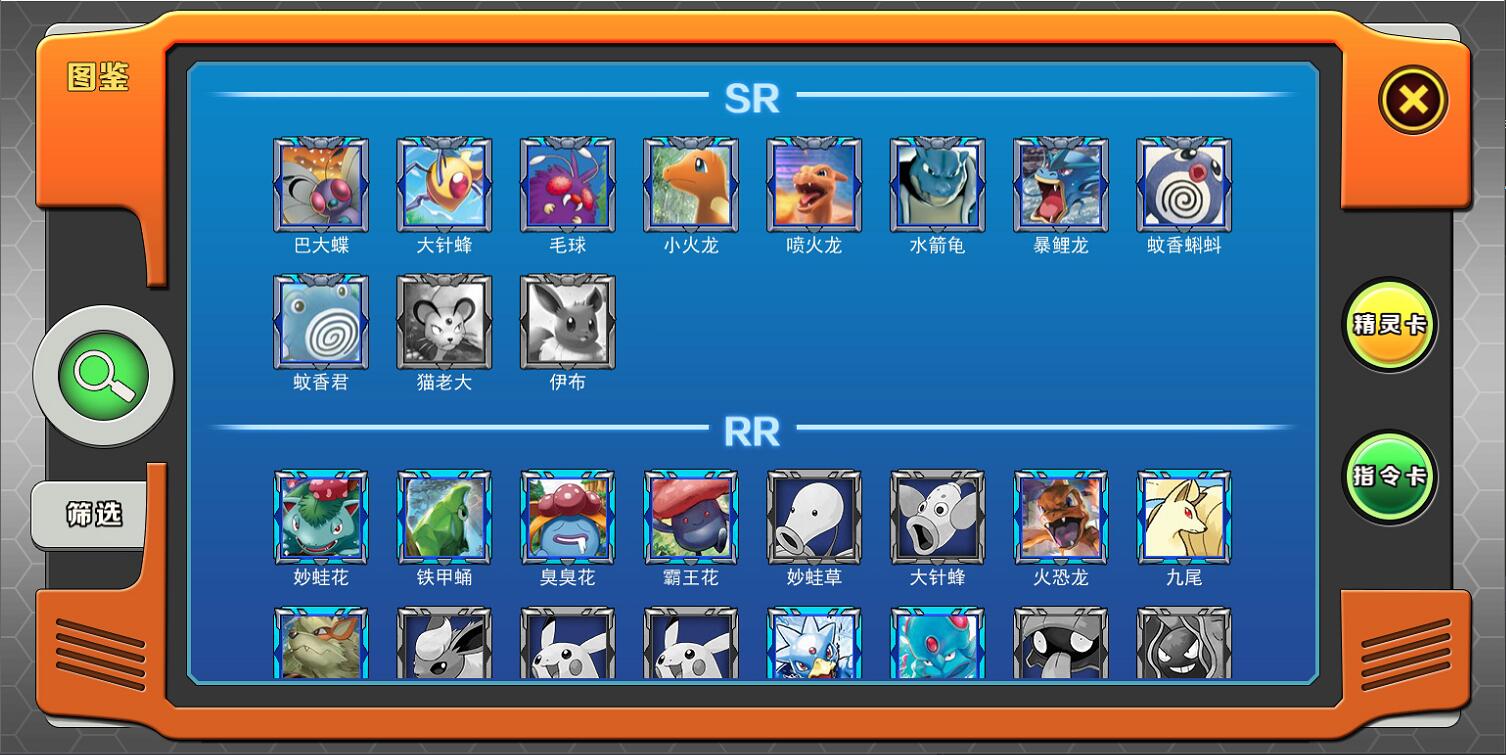 图鉴
SR
巴大蝶 大针蜂 毛球 小火龙 喷火龙 水箭龟 暴鲤龙 蚊香蝌蚪
蚊香君 猫老大 伊布
精灵卡
RR
指令卡
筛选
妙蛙花 铁甲蛹 臭臭花 霸王花 妙蛙草 大针蜂 火恐龙 九尾